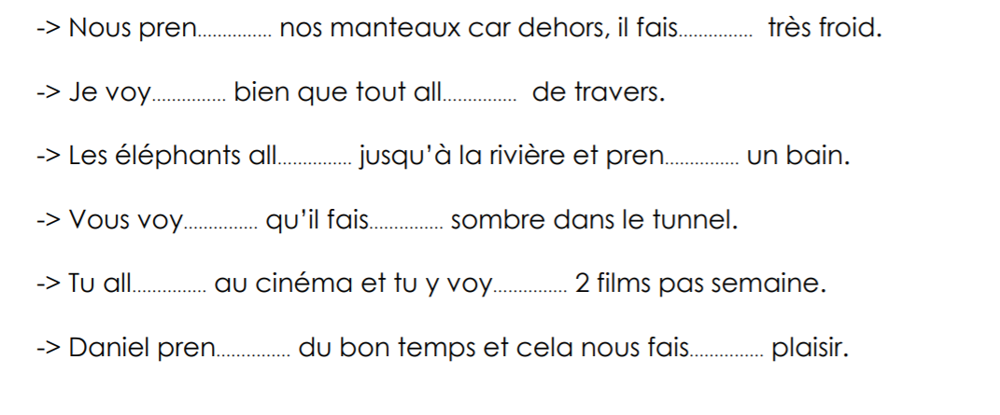 -> Nous pren............... nos manteaux car dehors, il fais............... très froid.
-> Je voy............... bien que tout all............... de travers.
-> Les éléphants all............... jusqu'à la rivière et pren............... un bain.
-> Vous voy............... qu'il fais............... sombre dans le tunnel.
-> Tu all............... au cinéma et tu y voy............... 2 films pas semaine.
-> Daniel pren............... du bon temps et cela nous fais............... plaisir.